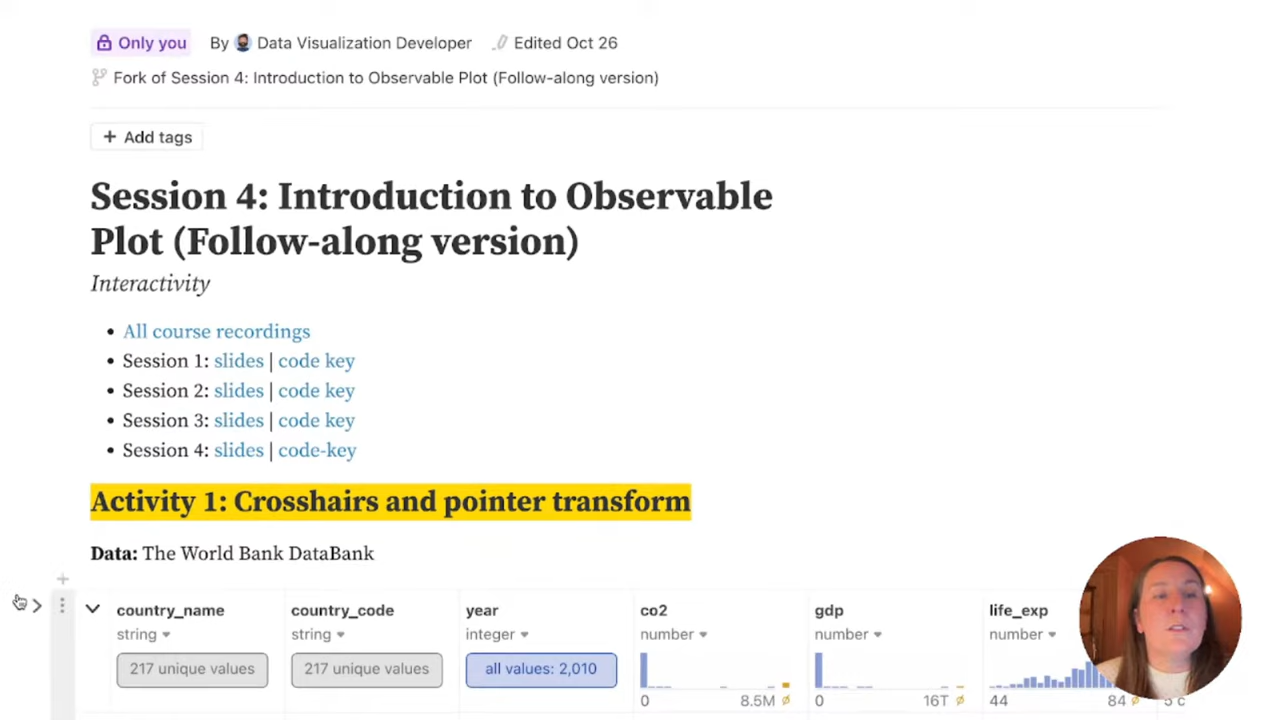 Only you By Data Visualization Developer Edited Oct 26
Fork of Session 4: Introduction to Observable Plot (Follow-along version)
+ Add tags
Session 4: Introduction to Observable
Plot (Follow-along version)
Interactivity
• All course recordings
• Session 1: slides | code key
• Session 2: slides | code key
• Session 3: slides | code key
• Session 4: slides | code-key
Activity 1: Crosshairs and pointer transform
Data: The World Bank DataBank
country_name country_code year co2 gdp life_exp
string string integer number number number
217 unique values 217 unique values all values: 2,010
0 8.5M 0 16T 44 84 5 c